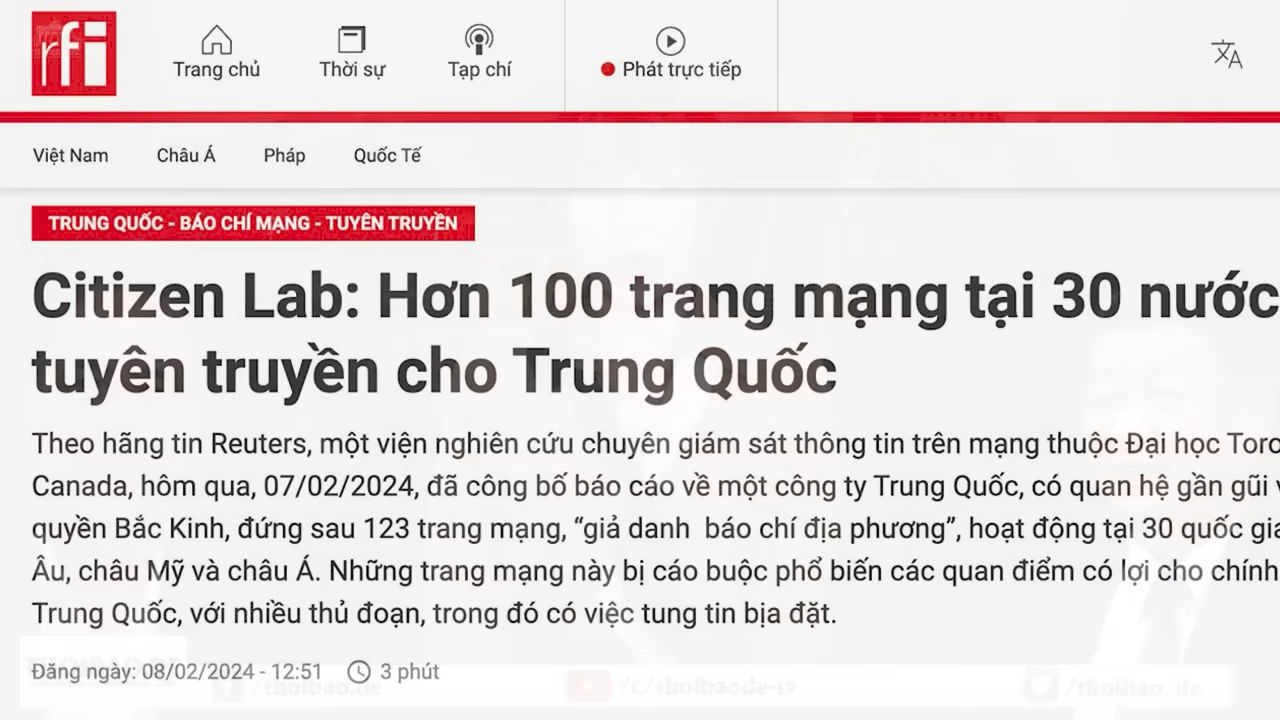 rfi
Trang chủ
Thời sự
Tạp chí
Phát trực tiếp
Việt Nam
Châu Á
Pháp
Quốc Tế
TRUNG QUỐC - BÁO CHÍ MẠNG - TUYÊN TRUYỀN
Citizen Lab: Hơn 100 trang mạng tại 30 nước
tuyên truyền cho Trung Quốc
Theo hãng tin Reuters, một viện nghiên cứu chuyên giám sát thông tin trên mạng thuộc Đại học Toro
Canada, hôm qua, 07/02/2024, đã công bố báo cáo về một công ty Trung Quốc, có quan hệ gần gũi v
quyền Bắc Kinh, đứng sau 123 trang mạng, “giả danh báo chí địa phương”, hoạt động tại 30 quốc gia
Âu, châu Mỹ và châu Á. Những trang mạng này bị cáo buộc phổ biến các quan điểm có lợi cho chính
Trung Quốc, với nhiều thủ đoạn, trong đó có việc tung tin bịa đặt.
Đăng ngày: 08/02/2024 - 12:51 3 phút
/thoibao.de /c/thoibaode-tv /thoibao_de